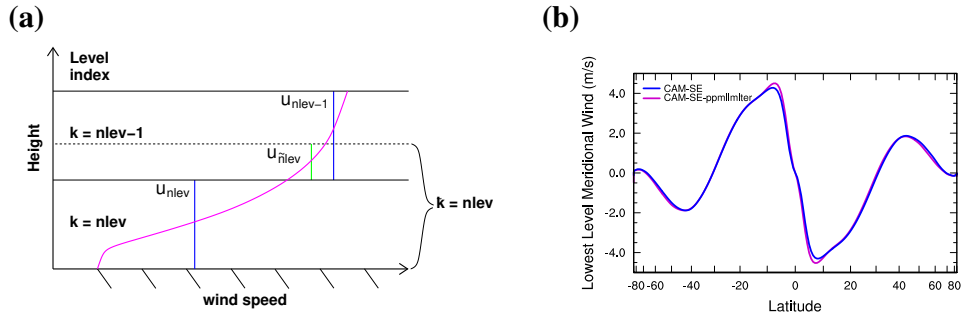 (a)
Level
index
Height
k = nlev−1
k = nlev
u_nlev−1
u_ñlev
u_nlev
k = nlev
wind speed
(b)
Lowest Level Meridional Wind (m/s)
CAM-SE
CAM-SE-ppmlimiter
4.0
2.0
0.0
-2.0
-4.0
-80 -60 -40 -20 0 20 40 60 80
Latitude